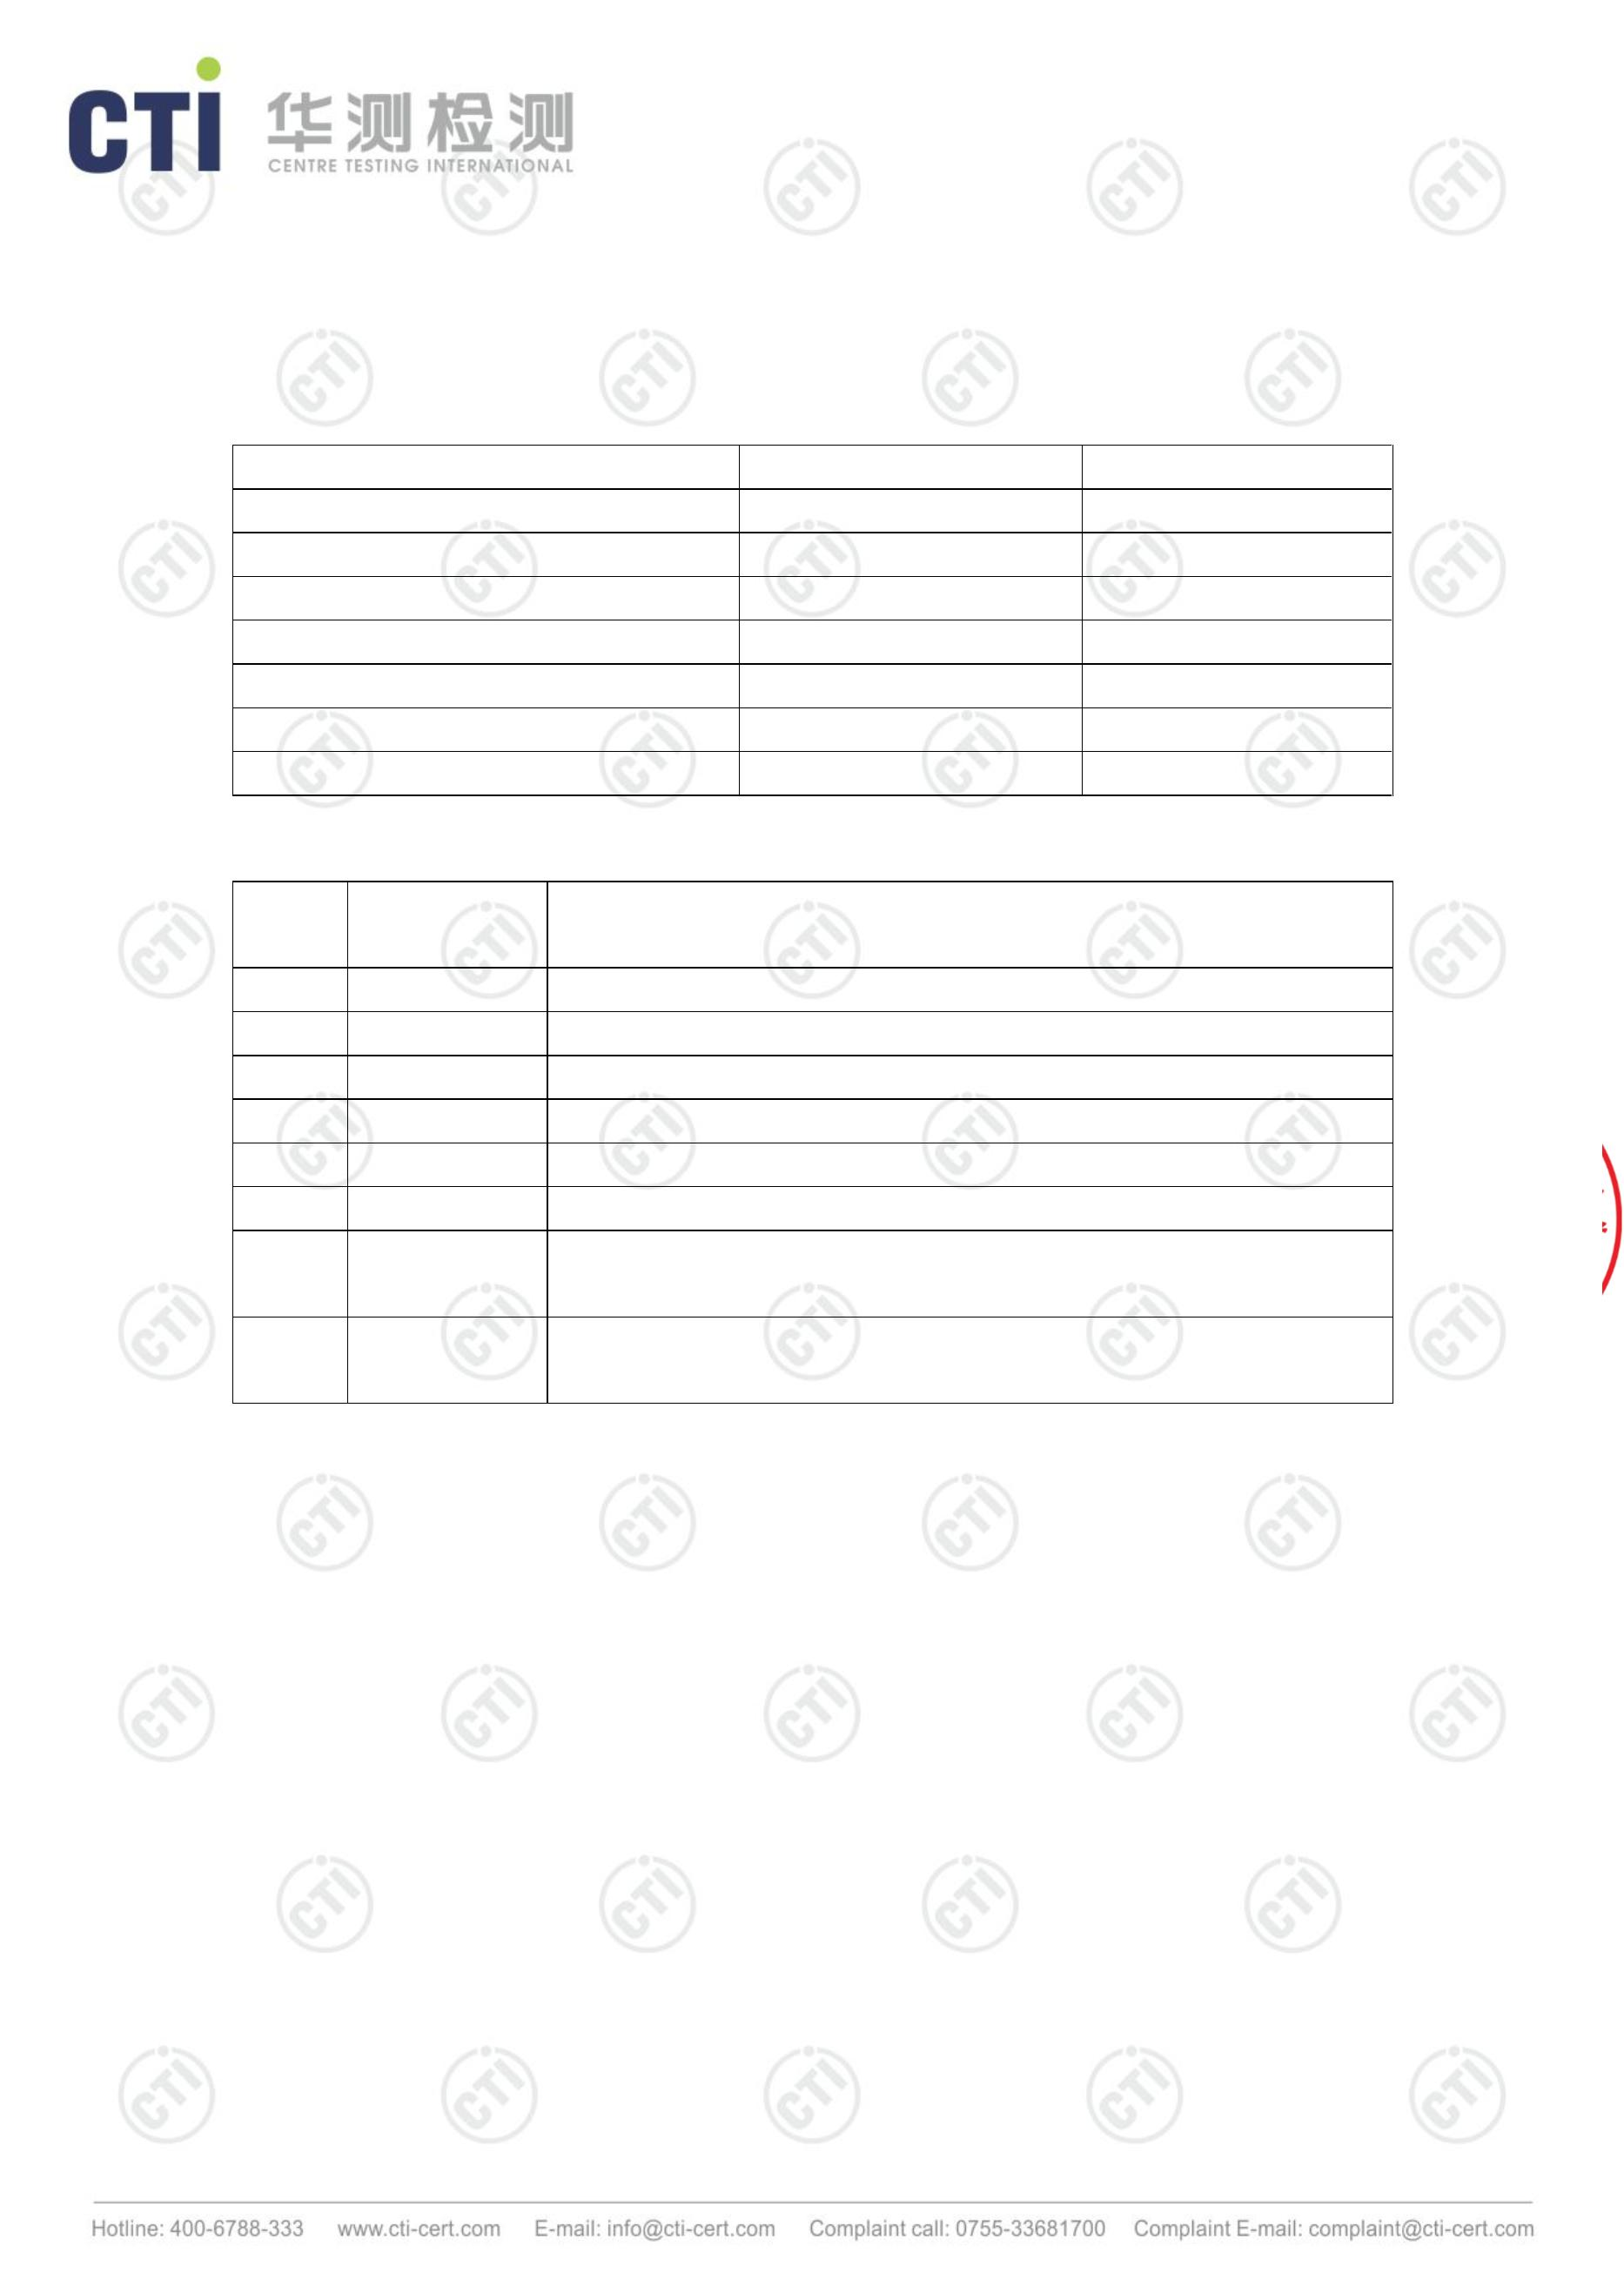 CTI 华测检测
CENTRE TESTING INTERNATIONAL
Hotline: 400-6788-333 www.cti-cert.com E-mail: info@cti-cert.com Complaint call: 0755-33681700 Complaint E-mail: complaint@cti-cert.com